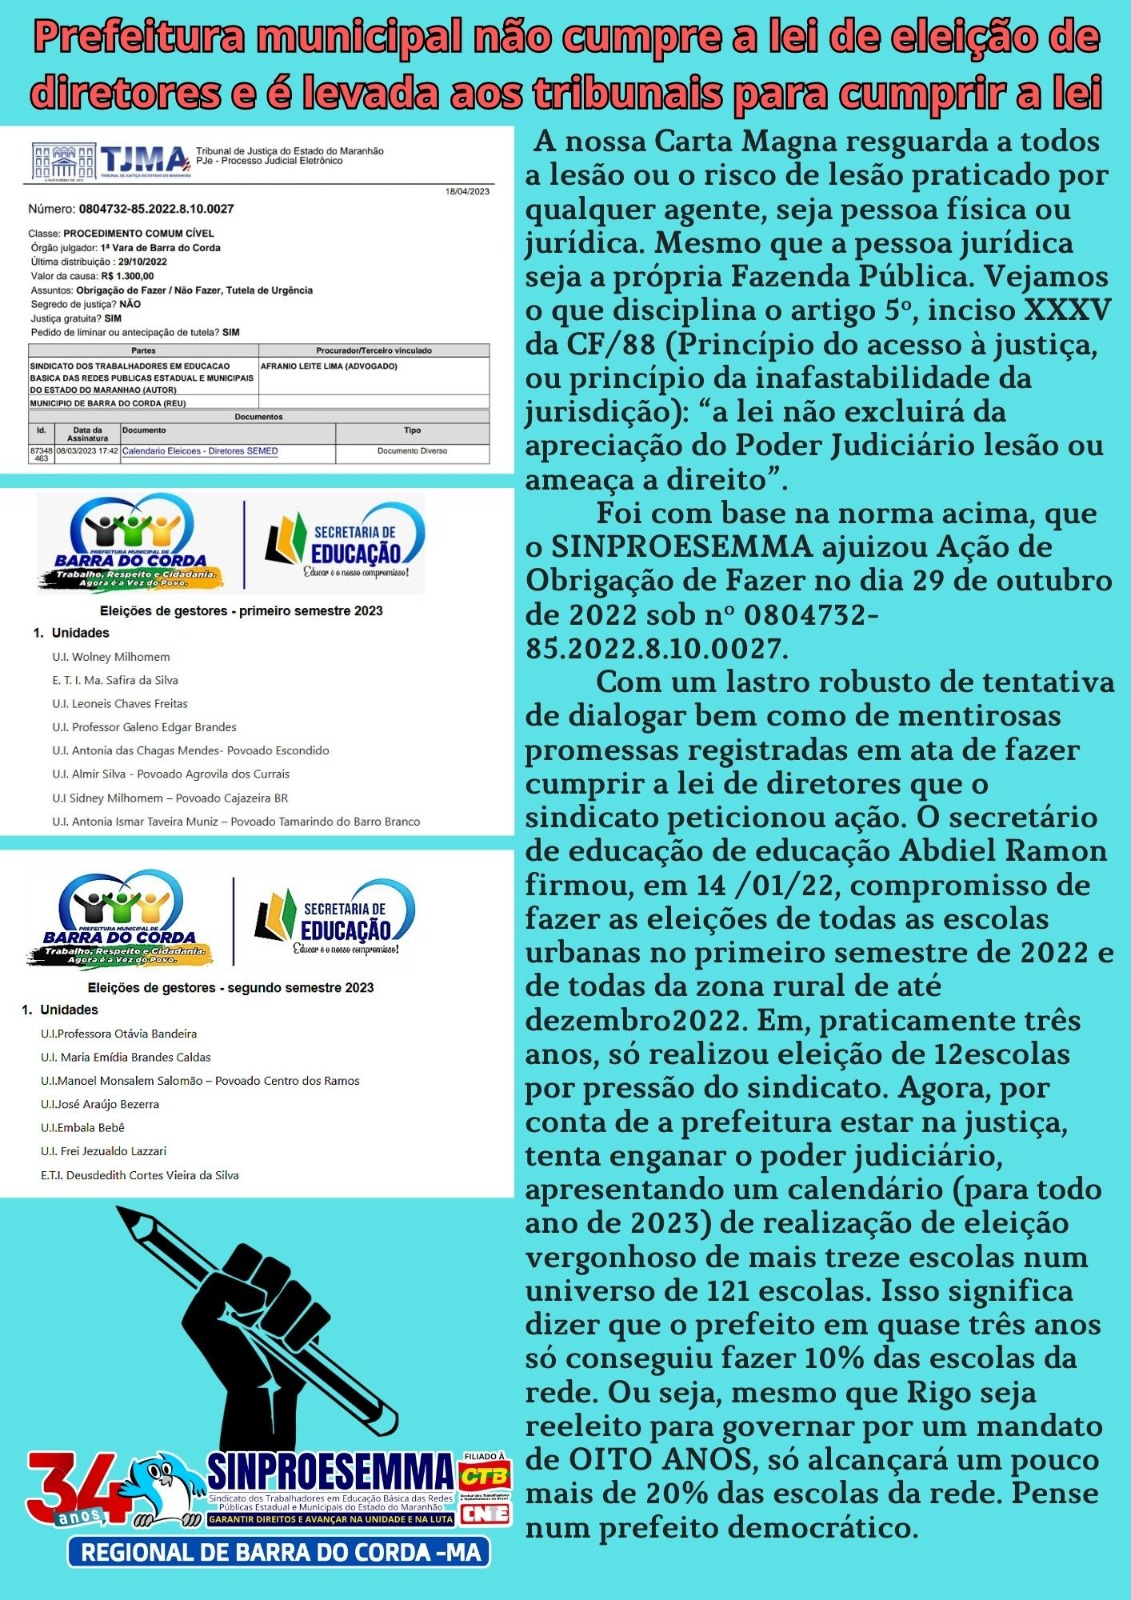 Prefeitura municipal não cumpre a lei de eleição de
diretores e é levada aos tribunais para cumprir a lei
TJMA
TRIBUNAL DE JUSTIÇA DO ESTADO DO MARANHÃO
Tribunal de Justiça do Estado do Maranhão
PJe - Processo Judicial Eletrônico
18/04/2023
Número: 0804732-85.2022.8.10.0027
Classe: PROCEDIMENTO COMUM CÍVEL
Órgão julgador: 1ª Vara de Barra do Corda
Última distribuição : 29/10/2022
Valor da causa: R$ 1.300,00
Assuntos: Obrigação de Fazer / Não Fazer, Tutela de Urgência
Segredo de justiça? NÃO
Justiça gratuita? SIM
Pedido de liminar ou antecipação de tutela? SIM
Partes Procurador/Terceiro vinculado
SINDICATO DOS TRABALHADORES EM EDUCACAO AFRANIO LEITE LIMA (ADVOGADO)
BASICA DAS REDES PUBLICAS ESTADUAL E MUNICIPAIS
DO ESTADO DO MARANHAO (AUTOR)
MUNICIPIO DE BARRA DO CORDA (REU)
Documentos
Id. Data da Assinatura Documento Tipo
87348463 08/03/2023 17:42 Calendario Eleicoes - Diretores SEMED Documento Diverso
PREFEITURA MUNICIPAL DE
BARRA DO CORDA
Trabalho, Respeito e Cidadania.
Agora é a Vez do Povo.
SECRETARIA DE
EDUCAÇÃO
Educar é o nosso compromisso!
Eleições de gestores - primeiro semestre 2023
1. Unidades
U.I. Wolney Milhomem
E. T. I. Ma. Safira da Silva
U.I. Leoneis Chaves Freitas
U.I. Professor Galeno Edgar Brandes
U.I. Antonia das Chagas Mendes- Povoado Escondido
U.I. Almir Silva - Povoado Agrovila dos Currais
U.I Sidney Milhomem – Povoado Cajazeira BR
U.I. Antonia Ismar Taveira Muniz – Povoado Tamarindo do Barro Branco
PREFEITURA MUNICIPAL DE
BARRA DO CORDA
Trabalho, Respeito e Cidadania.
Agora é a Vez do Povo.
SECRETARIA DE
EDUCAÇÃO
Educar é o nosso compromisso!
Eleições de gestores - segundo semestre 2023
1. Unidades
U.I.Professora Otávia Bandeira
U.I. Maria Emídia Brandes Caldas
U.I.Manoel Monsalem Salomão – Povoado Centro dos Ramos
U.I.José Araújo Bezerra
U.I.Embala Bebê
U.I. Frei Jezualdo Lazzari
E.T.I. Deusdedith Cortes Vieira da Silva
34
anos
SINPROESEMMA
Sindicato dos Trabalhadores em Educação Básica das Redes
Públicas Estadual e Municipais do Estado do Maranhão
GARANTIR DIREITOS E AVANÇAR NA UNIDADE E NA LUTA
FILIADO À
CTB
CNTE
REGIONAL DE BARRA DO CORDA -MA
A nossa Carta Magna resguarda a todos
a lesão ou o risco de lesão praticado por
qualquer agente, seja pessoa física ou
jurídica. Mesmo que a pessoa jurídica
seja a própria Fazenda Pública. Vejamos
o que disciplina o artigo 5º, inciso XXXV
da CF/88 (Princípio do acesso à justiça,
ou princípio da inafastabilidade da
jurisdição): “a lei não excluirá da
apreciação do Poder Judiciário lesão ou
ameaça a direito”.
Foi com base na norma acima, que
o SINPROESEMMA ajuizou Ação de
Obrigação de Fazer no dia 29 de outubro
de 2022 sob nº 0804732-
85.2022.8.10.0027.
Com um lastro robusto de tentativa
de dialogar bem como de mentirosas
promessas registradas em ata de fazer
cumprir a lei de diretores que o
sindicato peticionou ação. O secretário
de educação de educação Abdiel Ramon
firmou, em 14 /01/22, compromisso de
fazer as eleições de todas as escolas
urbanas no primeiro semestre de 2022 e
de todas da zona rural de até
dezembro2022. Em, praticamente três
anos, só realizou eleição de 12escolas
por pressão do sindicato. Agora, por
conta de a prefeitura estar na justiça,
tenta enganar o poder judiciário,
apresentando um calendário (para todo
ano de 2023) de realização de eleição
vergonhoso de mais treze escolas num
universo de 121 escolas. Isso significa
dizer que o prefeito em quase três anos
só conseguiu fazer 10% das escolas da
rede. Ou seja, mesmo que Rigo seja
reeleito para governar por um mandato
de OITO ANOS, só alcançará um pouco
mais de 20% das escolas da rede. Pense
num prefeito democrático.